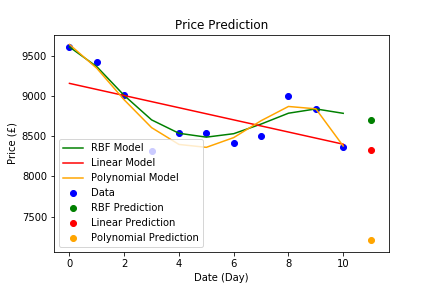 Price Prediction
Price (£)
9500
9000
8500
8000
7500
RBF Model
Linear Model
Polynomial Model
Data
RBF Prediction
Linear Prediction
Polynomial Prediction
0 2 4 6 8 10
Date (Day)